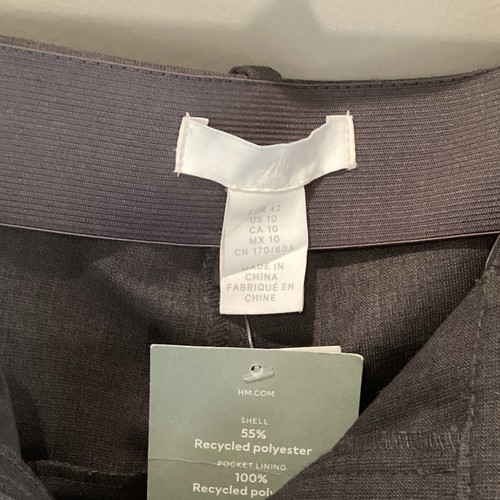 EUR 42
US 10
CA 10
MX 10
CN 170/80A
MADE IN
CHINA
FABRIQUÉ EN
CHINE
HM.COM
SHELL
55%
Recycled polyester
POCKET LINING
100%
Recycled